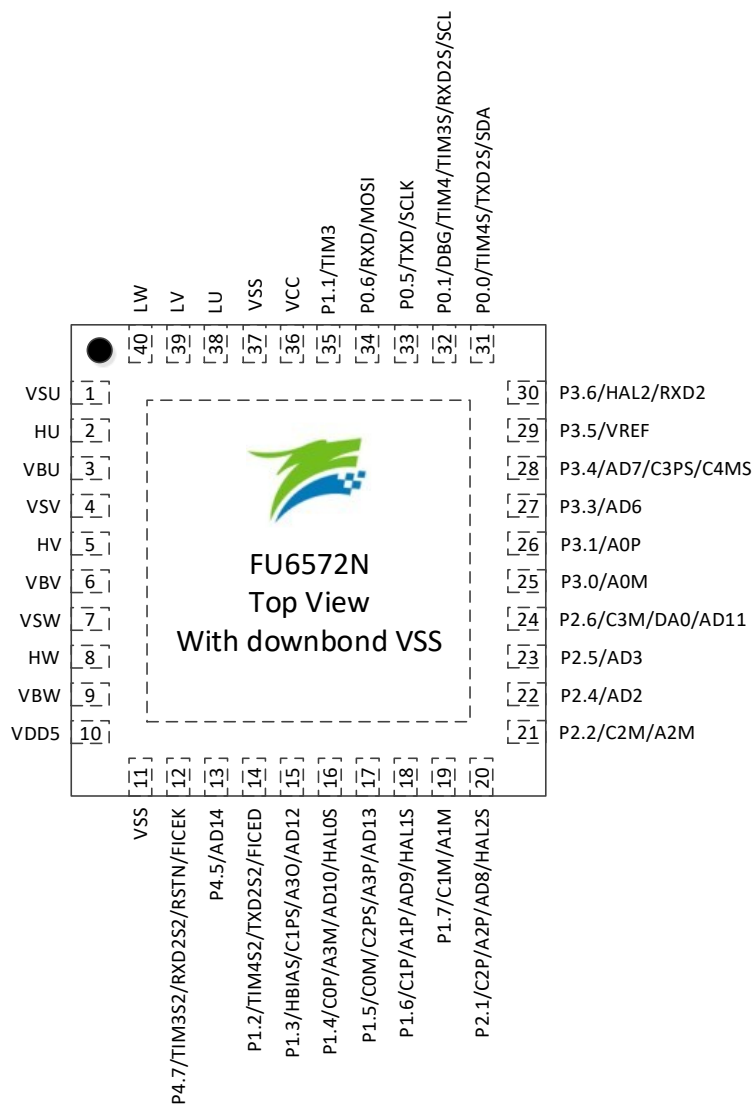 LW
LV
LU
VSS
VCC
P1.1/TIM3
P0.6/RXD/MOSI
P0.5/TXD/SCLK
P0.1/DBG/TIM4/TIM3S/RXD2S/SCL
P0.0/TIM4S/TXD2S/SDA
40
39
38
37
36
35
34
33
32
31
VSU 1
HU 2
VBU 3
VSV 4
HV 5
VBV 6
VSW 7
HW 8
VBW 9
VDD5 10
FU6572N
Top View
With downbond VSS
30 P3.6/HAL2/RXD2
29 P3.5/VREF
28 P3.4/AD7/C3PS/C4MS
27 P3.3/AD6
26 P3.1/A0P
25 P3.0/A0M
24 P2.6/C3M/DA0/AD11
23 P2.5/AD3
22 P2.4/AD2
21 P2.2/C2M/A2M
11
12
13
14
15
16
17
18
19
20
VSS
P4.7/TIM3S2/RXD2S2/RSTN/FICEK
P4.5/AD14
P1.2/TIM4S2/TXD2S2/FICED
P1.3/HBIAS/C1PS/A3O/AD12
P1.4/C0P/A3M/AD10/HAL0S
P1.5/C0M/C2PS/A3P/AD13
P1.6/C1P/A1P/AD9/HAL1S
P1.7/C1M/A1M
P2.1/C2P/A2P/AD8/HAL2S